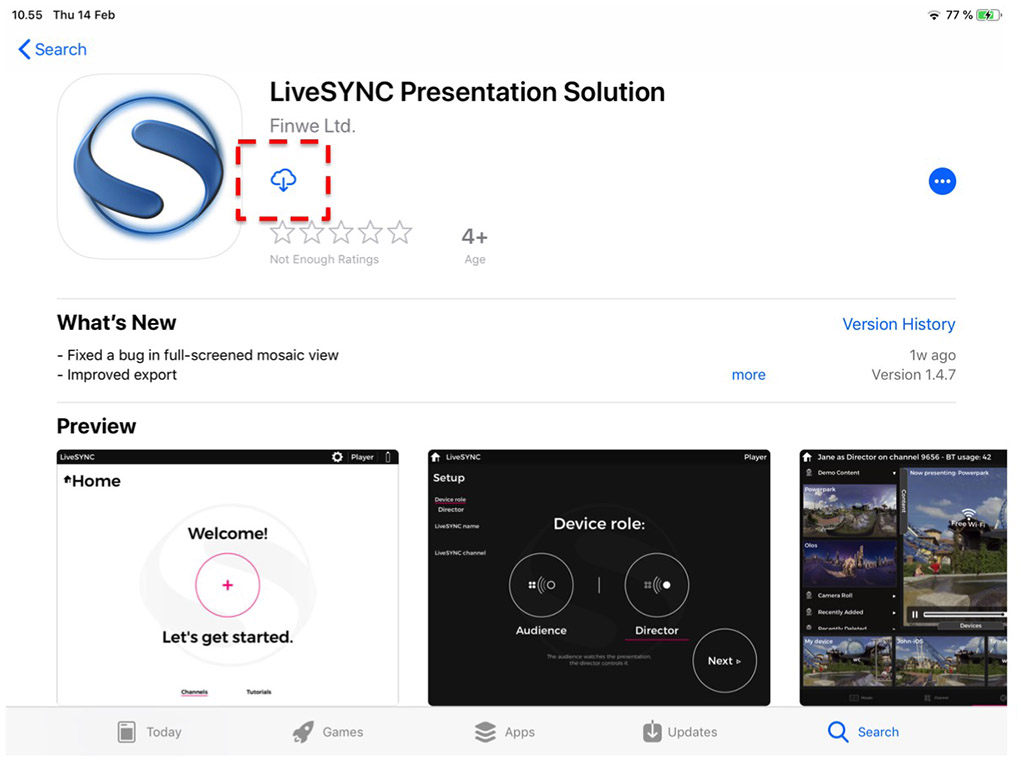 10.55 Thu 14 Feb 77 %
Search
LiveSYNC Presentation Solution
Finwe Ltd.
Not Enough Ratings
4+
Age
What's New
Version History
- Fixed a bug in full-screened mosaic view
1w ago
- Improved export
more
Version 1.4.7
Preview
LiveSYNC
Player
Home
Welcome!
+
Let's get started.
Channels
Tutorials
LiveSYNC
Player
Setup
Device role
Director
LiveSYNC name
LiveSYNC channel
Device role:
Audience
Director
The audience watches the presentation,
the director controls it.
Next
Jane as Director on channel 9656 - BT usage: 42
Demo Content
Now presenting: Powerpark
Powerpark
Content
Free Wi-Fi
Olos
Camera Roll
Recently Added
Recently Deleted
Devices
My device
John-iOS
Today
Games
Apps
Updates
Search